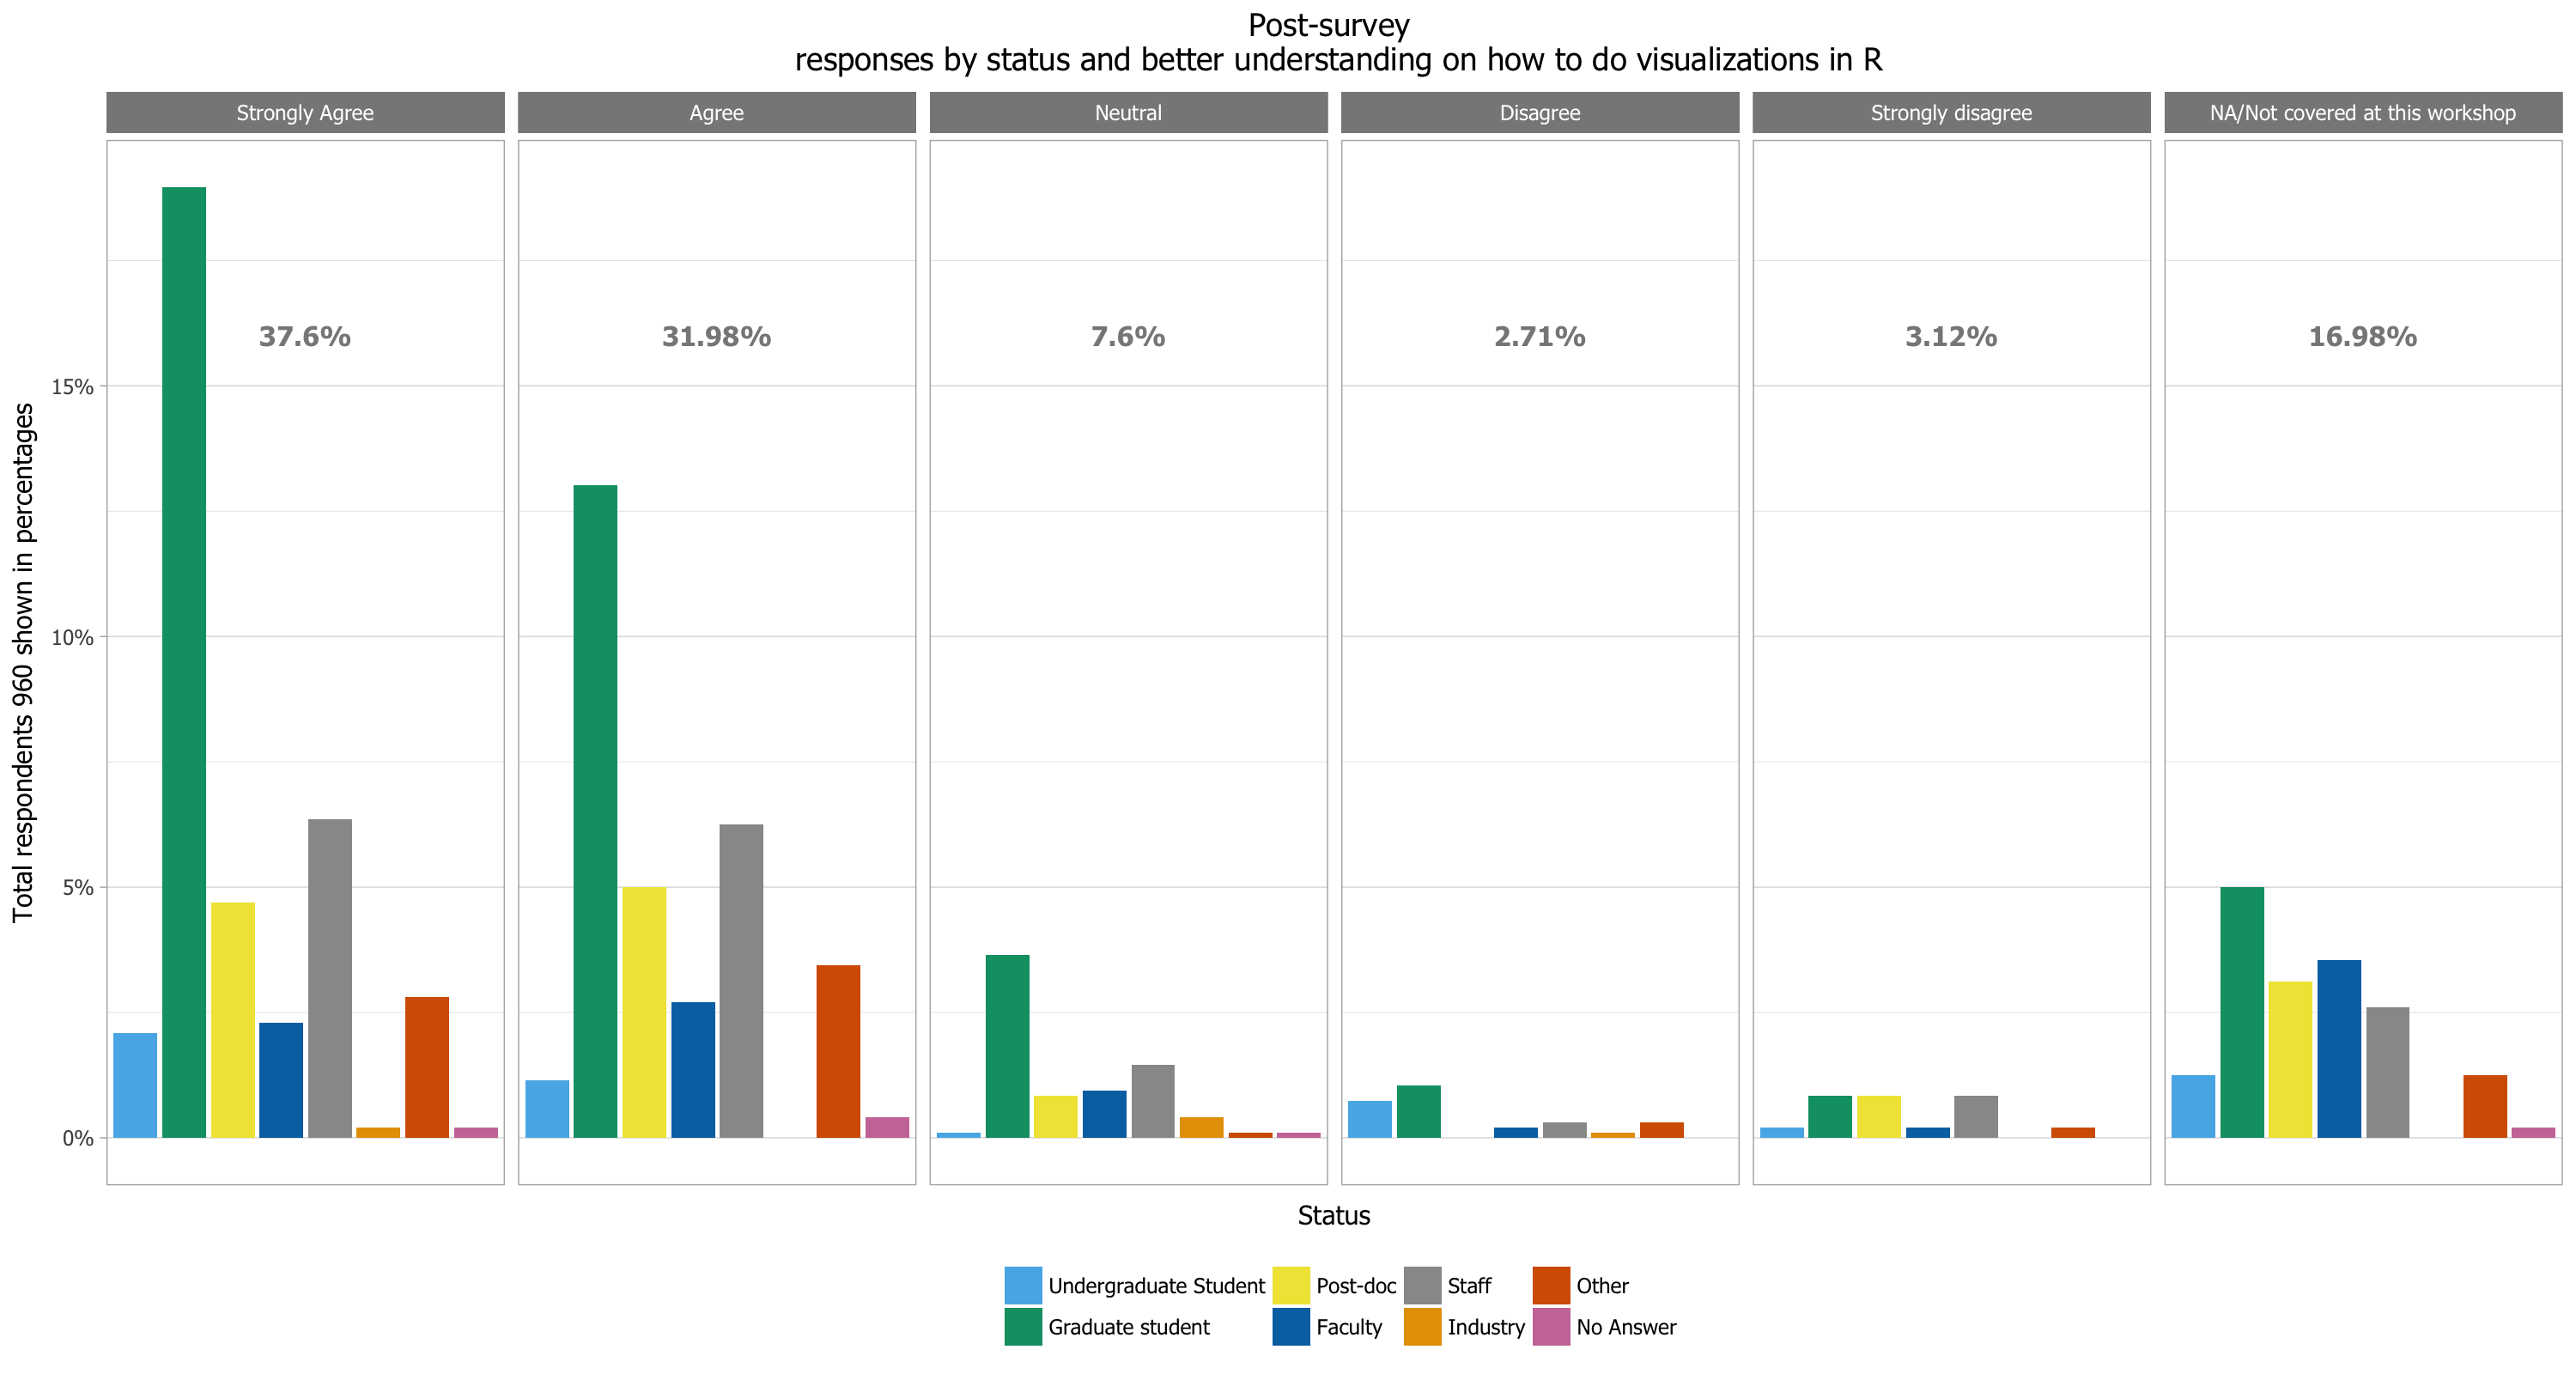 Post-survey
responses by status and better understanding on how to do visualizations in R
Strongly Agree
Agree
Neutral
Disagree
Strongly disagree
NA/Not covered at this workshop
37.6%
31.98%
7.6%
2.71%
3.12%
16.98%
15%
10%
5%
0%
Total respondents 960 shown in percentages
Status
Undergraduate Student
Post-doc
Staff
Other
Graduate student
Faculty
Industry
No Answer